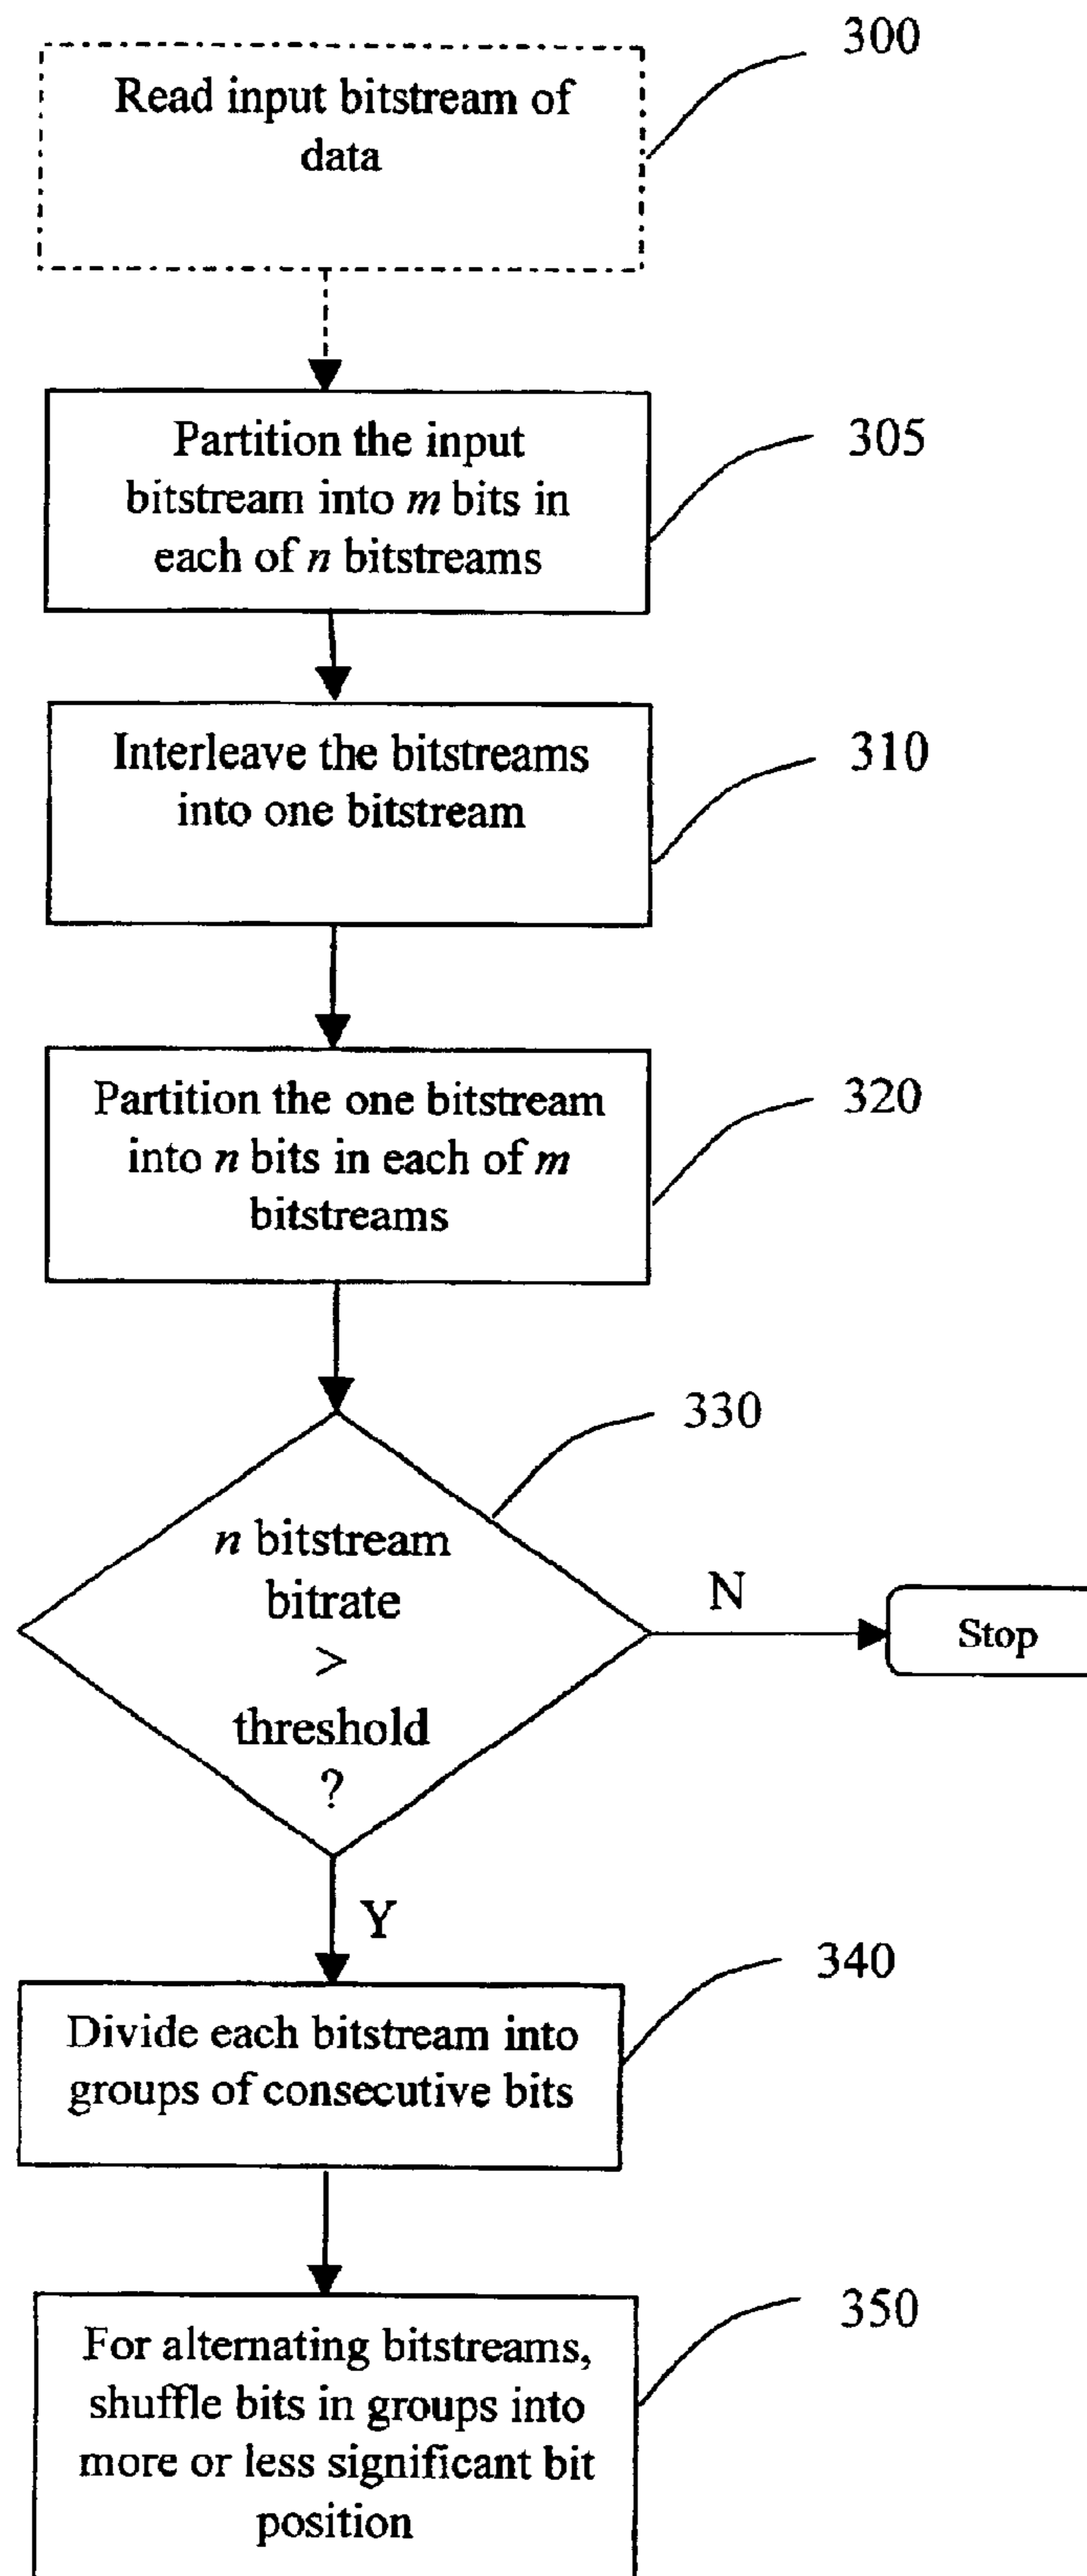 300
Read input bitstream of
data
305
Partition the input
bitstream into m bits in
each of n bitstreams
310
Interleave the bitstreams
into one bitstream
320
Partition the one bitstream
into n bits in each of m
bitstreams
330
n bitstream
bitrate
>
threshold
?
N
Stop
Y
340
Divide each bitstream into
groups of consecutive bits
350
For alternating bitstreams,
shuffle bits in groups into
more or less significant bit
position